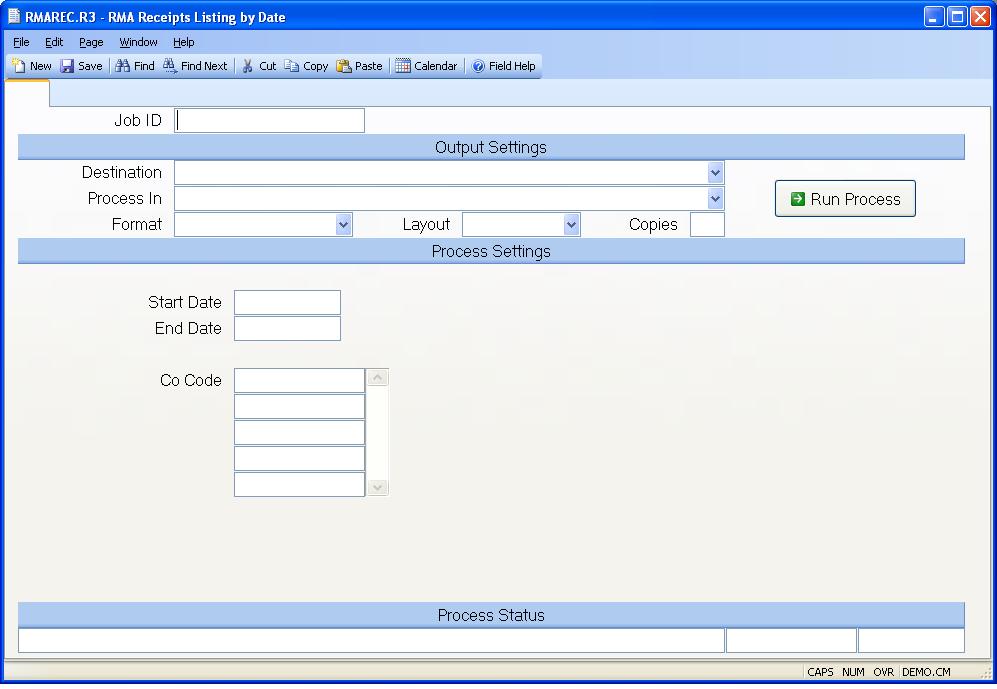 RMAREC.R3 - RMA Receipts Listing by Date
File Edit Page Window Help
New Save Find Find Next Cut Copy Paste Calendar Field Help
Job ID
Output Settings
Destination
Process In
Run Process
Format Layout Copies
Process Settings
Start Date
End Date
Co Code
Process Status
CAPS NUM OVR DEMO.CM